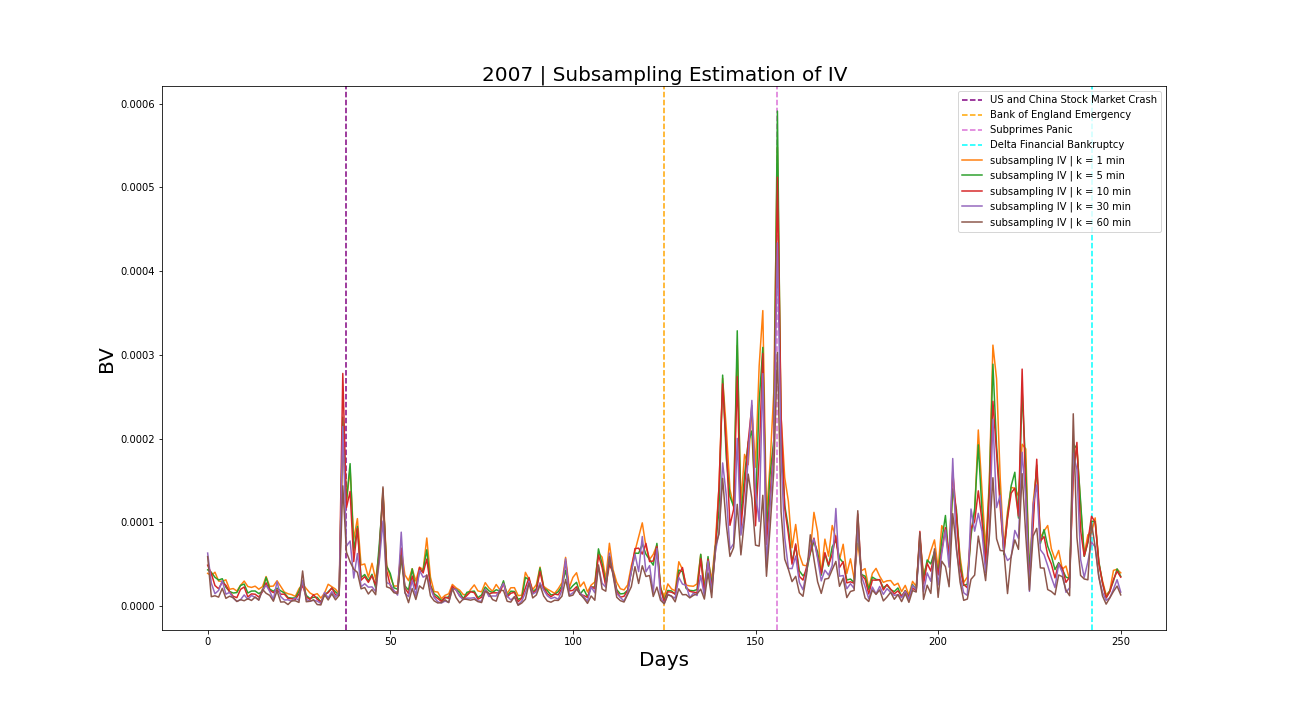 2007 | Subsampling Estimation of IV
BV
0.0006
0.0005
0.0004
0.0003
0.0002
0.0001
0.0000
US and China Stock Market Crash
Bank of England Emergency
Subprimes Panic
Delta Financial Bankruptcy
subsampling IV | k = 1 min
subsampling IV | k = 5 min
subsampling IV | k = 10 min
subsampling IV | k = 30 min
subsampling IV | k = 60 min
0 50 100 150 200 250
Days